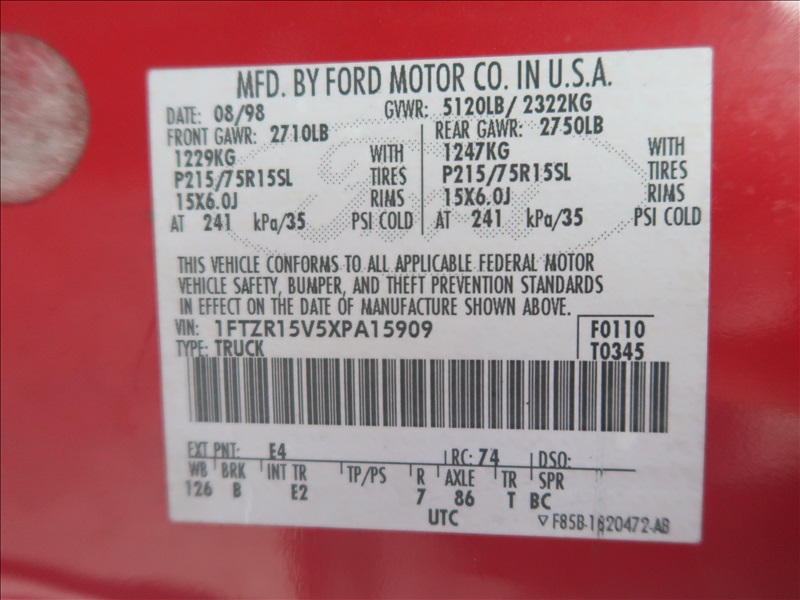 MFD. BY FORD MOTOR CO. IN U.S.A.
DATE: 08/98 GVWR: 5120LB/ 2322KG
FRONT GAWR: 2710LB REAR GAWR: 2750LB
1229KG WITH 1247KG WITH
P215/75R15SL TIRES P215/75R15SL TIRES
15X6.0J RIMS 15X6.0J RIMS
AT 241 kPa/35 PSI COLD AT 241 kPa/35 PSI COLD
THIS VEHICLE CONFORMS TO ALL APPLICABLE FEDERAL MOTOR
VEHICLE SAFETY, BUMPER, AND THEFT PREVENTION STANDARDS
IN EFFECT ON THE DATE OF MANUFACTURE SHOWN ABOVE.
VIN: 1FTZR15V5XPA15909 F0110
TYPE: TRUCK T0345
EXT PNT: E4 RC: 74 DSO:
WB BRK INT TR TP/PS R AXLE TR SPR
126 B E2 7 86 T BC
UTC ▽F85B-1520472-AB